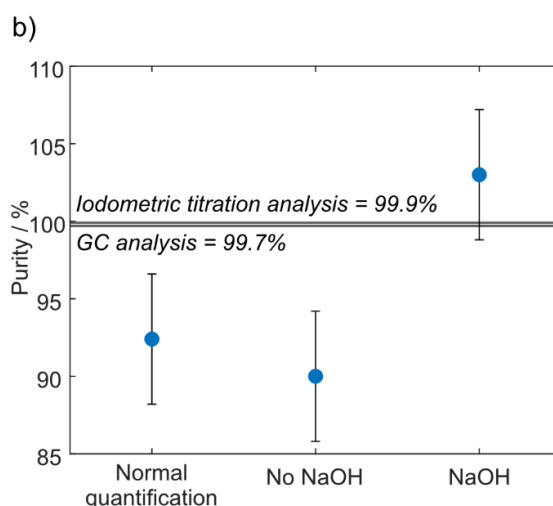 b)
110
105
100
95
90
85
Purity / %
Iodometric titration analysis = 99.9%
GC analysis = 99.7%
Normal
quantification
No NaOH
NaOH